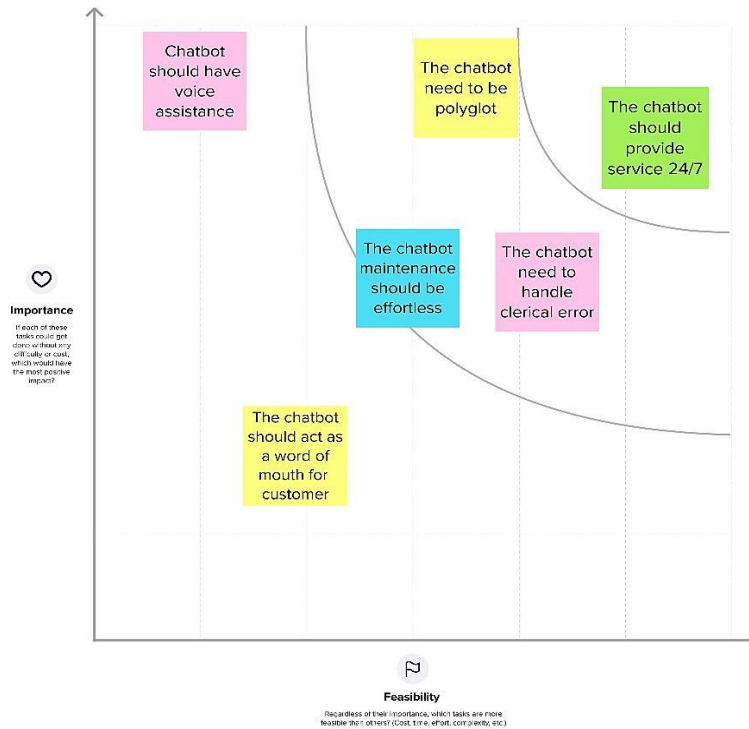 Chatbot
should have
voice
assistance
The chatbot
need to be
polyglot
The chatbot
should
provide
service 24/7
The chatbot
maintenance
should be
effortless
The chatbot
need to
handle
clerical error
Importance
If each of these
tasks could get
done without any
difficulty or cost,
which would have
the most positive
impact?
The chatbot
should act as
a word of
mouth for
customer
Feasibility
Regardless of their importance, which tasks are more
feasible than others? (Cost, time, effort, complexity, etc.)